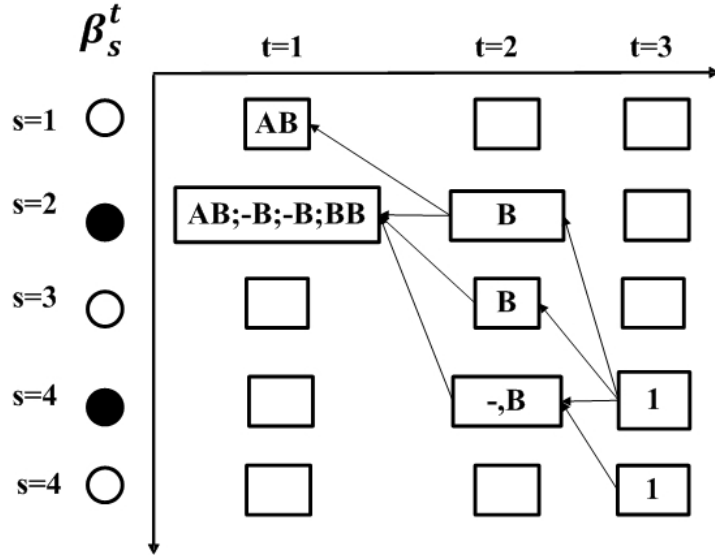 β_s^t
t=1 t=2 t=3
s=1 AB
s=2 AB;-B;-B;BB B
s=3 B
s=4 -,B 1
s=4 1